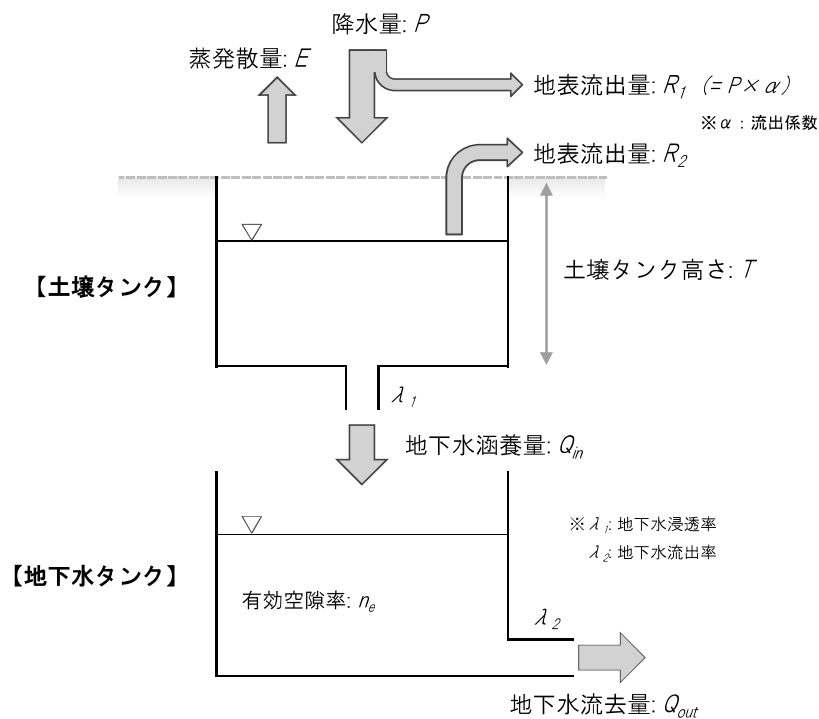 降水量: P
蒸発散量: E
地表流出量: R1 (= P× α)
※α : 流出係数
地表流出量: R2
【土壌タンク】
土壌タンク高さ: T
λ1
地下水涵養量: Qin
※λ1: 地下水浸透率
λ2: 地下水流出率
【地下水タンク】
有効空隙率: ne
λ2
地下水流去量: Qout